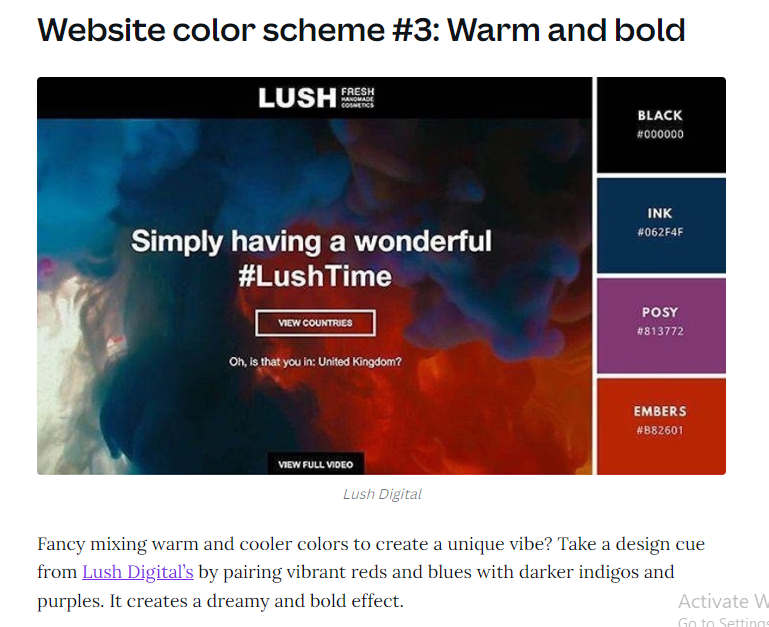 Website color scheme #3: Warm and bold
LUSH FRESH
HANDMADE
COSMETICS
Simply having a wonderful
#LushTime
VIEW COUNTRIES
Oh, is that you in: United Kingdom?
VIEW FULL VIDEO
BLACK
#000000
INK
#062F4F
POSY
#813772
EMBERS
#B82601
Lush Digital
Fancy mixing warm and cooler colors to create a unique vibe? Take a design cue
from Lush Digital’s by pairing vibrant reds and blues with darker indigos and
purples. It creates a dreamy and bold effect.
Activate W
Go to Settings